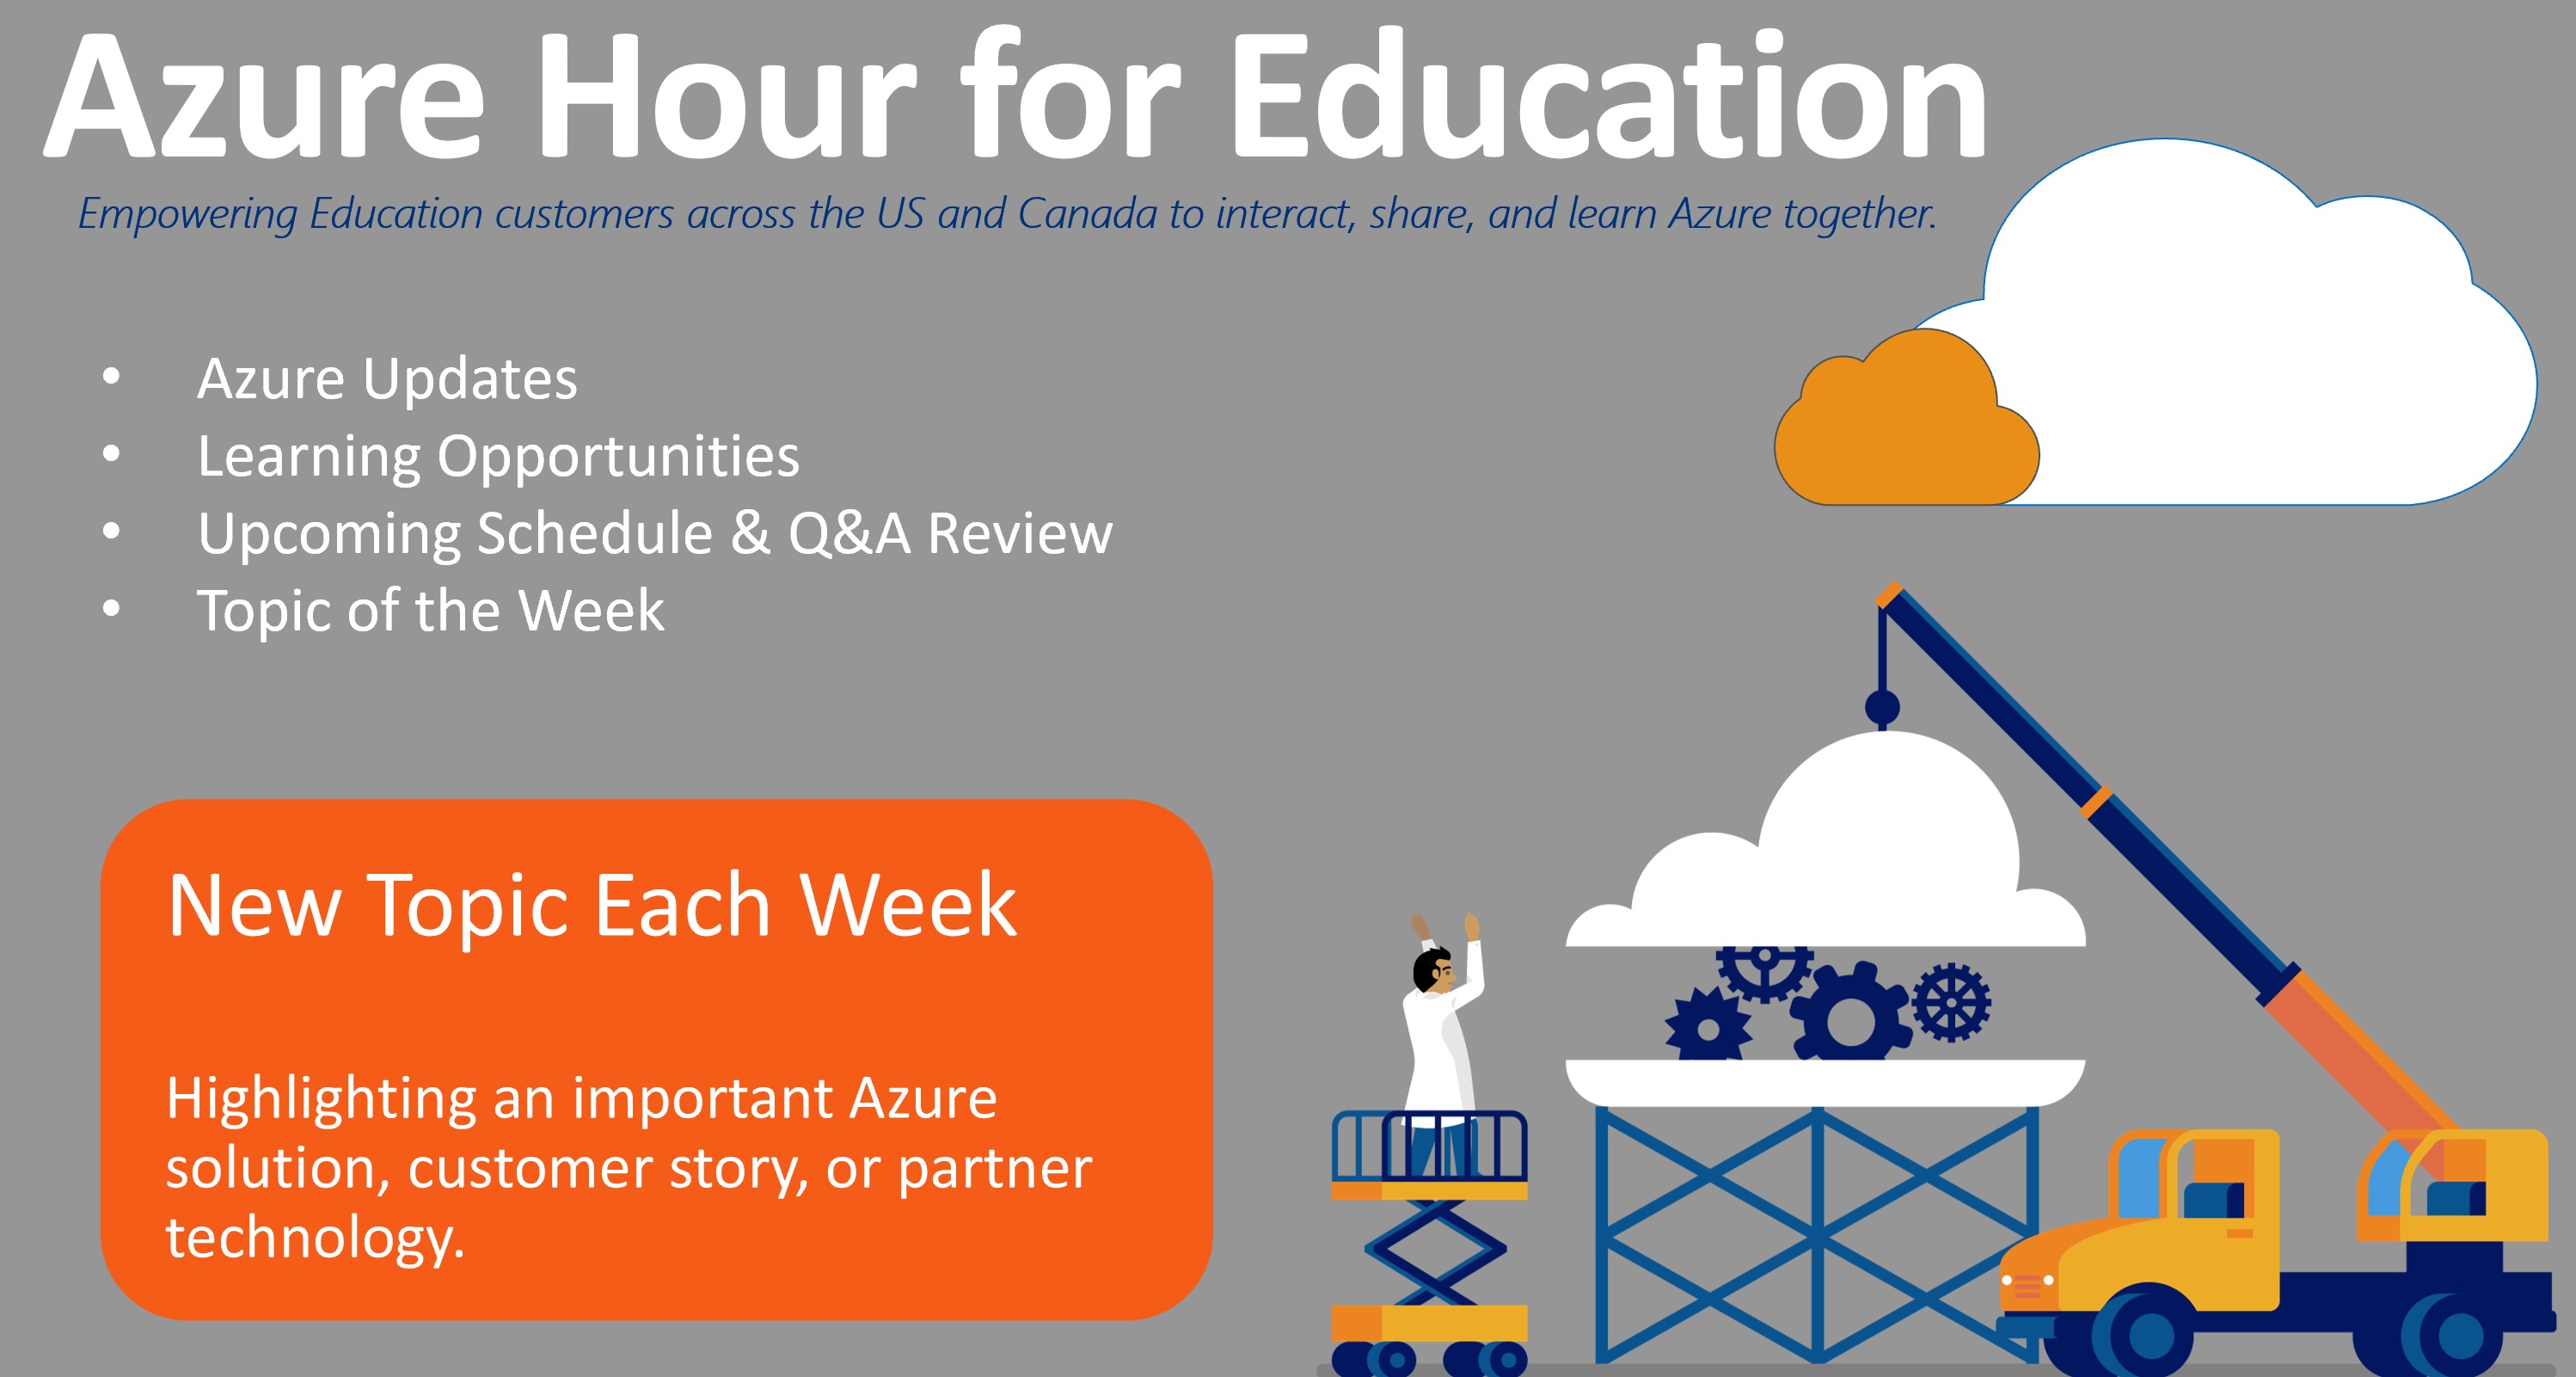 Azure Hour for Education
Empowering Education customers across the US and Canada to interact, share, and learn Azure together.
• Azure Updates
• Learning Opportunities
• Upcoming Schedule & Q&A Review
• Topic of the Week
New Topic Each Week
Highlighting an important Azure
solution, customer story, or partner
technology.